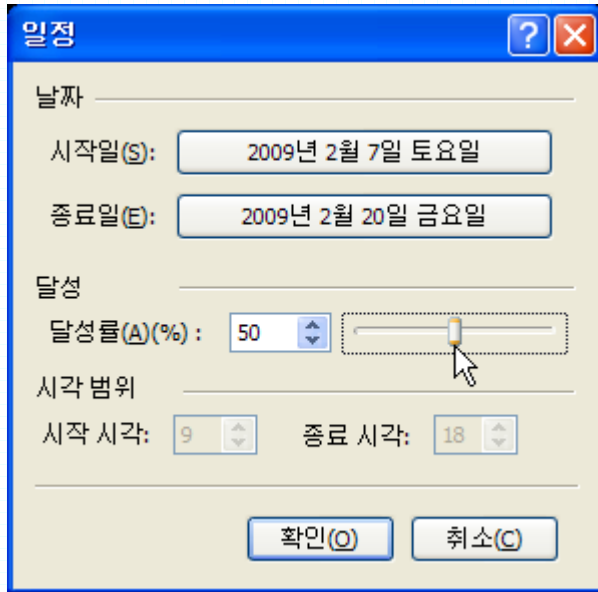 일정
날짜
시작일(S): 2009년 2월 7일 토요일
종료일(E): 2009년 2월 20일 금요일
달성
달성률(A)(%) : 50
시각 범위
시작 시각: 9 종료 시각: 18
확인(O) 취소(C)